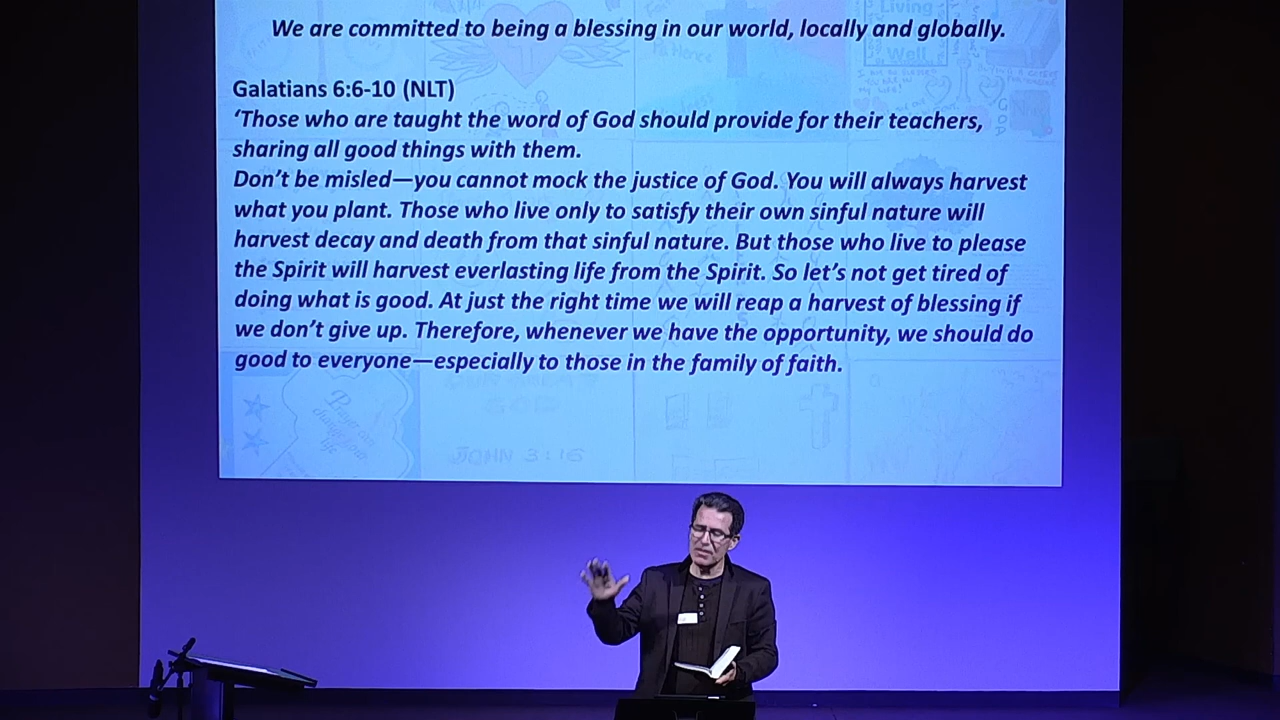 We are committed to being a blessing in our world, locally and globally.
Galatians 6:6-10 (NLT)
‘Those who are taught the word of God should provide for their teachers,
sharing all good things with them.
Don’t be misled—you cannot mock the justice of God. You will always harvest
what you plant. Those who live only to satisfy their own sinful nature will
harvest decay and death from that sinful nature. But those who live to please
the Spirit will harvest everlasting life from the Spirit. So let’s not get tired of
doing what is good. At just the right time we will reap a harvest of blessing if
we don’t give up. Therefore, whenever we have the opportunity, we should do
good to everyone—especially to those in the family of faith.
Living
Well
GOD
JOHN 3:16